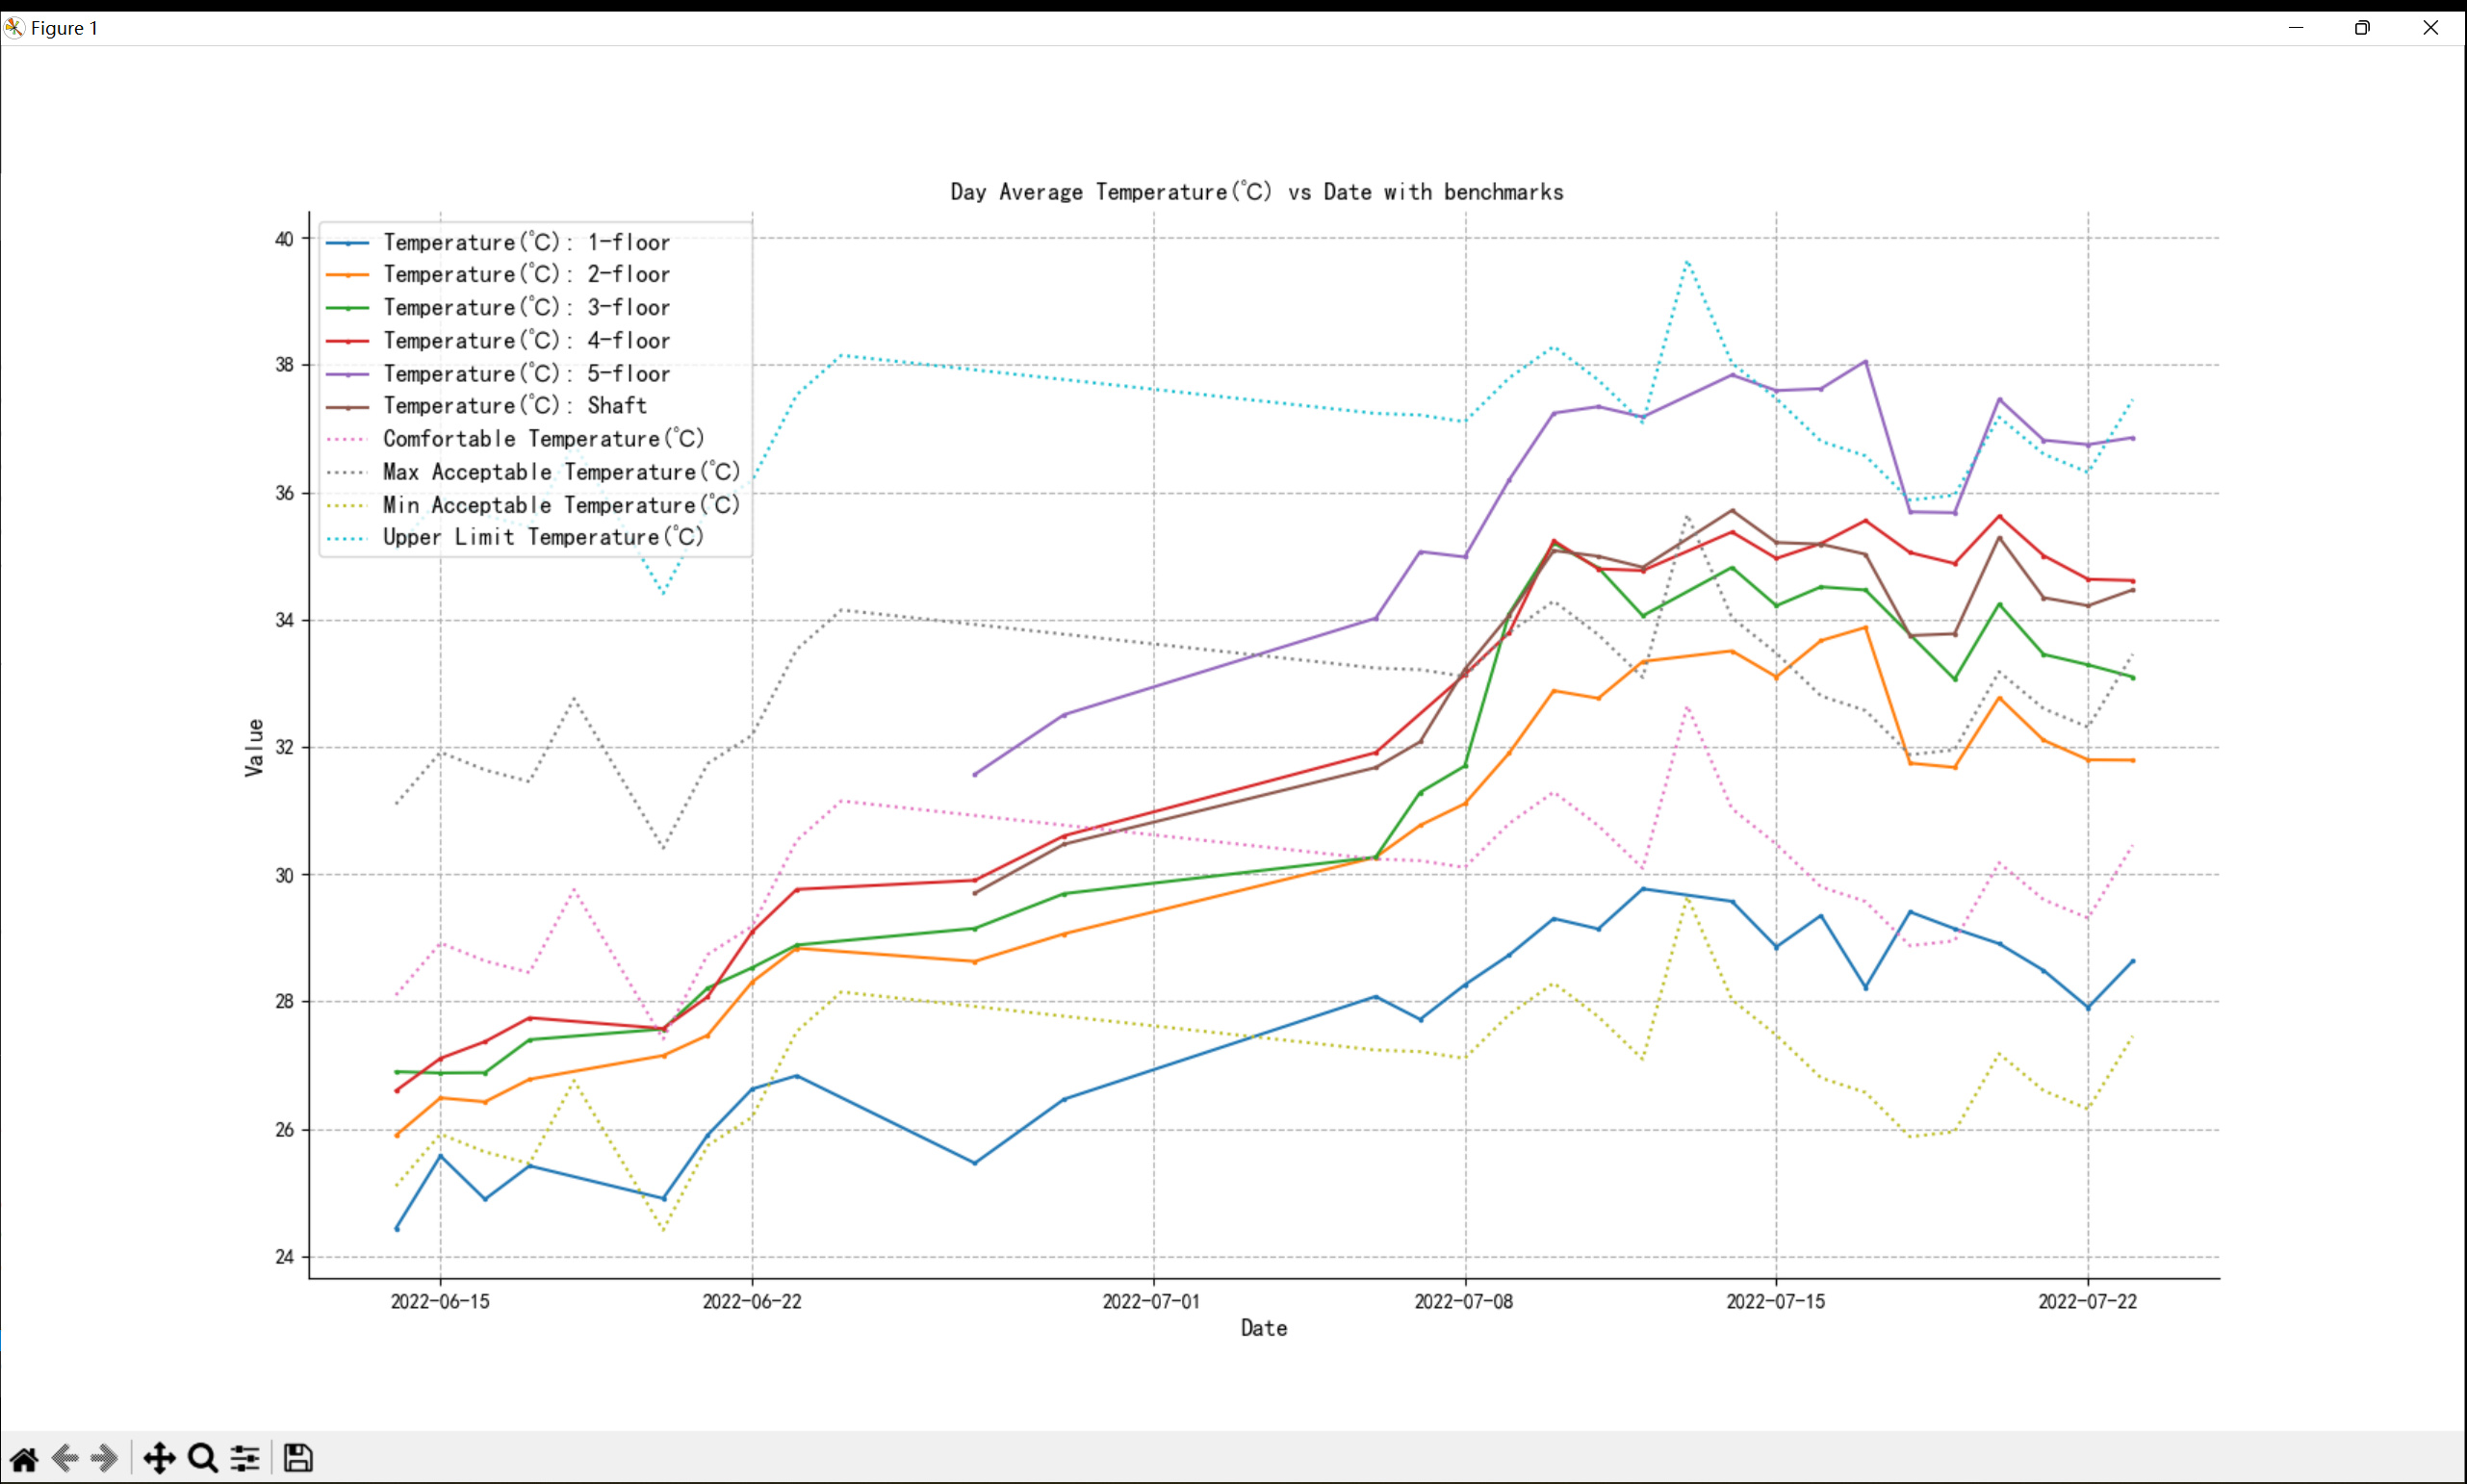 Figure 1
Day Average Temperature(℃) vs Date with benchmarks
40
38
36
34
32
30
28
26
24
Value
Temperature(℃): 1-floor
Temperature(℃): 2-floor
Temperature(℃): 3-floor
Temperature(℃): 4-floor
Temperature(℃): 5-floor
Temperature(℃): Shaft
Comfortable Temperature(℃)
Max Acceptable Temperature(℃)
Min Acceptable Temperature(℃)
Upper Limit Temperature(℃)
2022-06-15 2022-06-22 2022-07-01 2022-07-08 2022-07-15 2022-07-22
Date